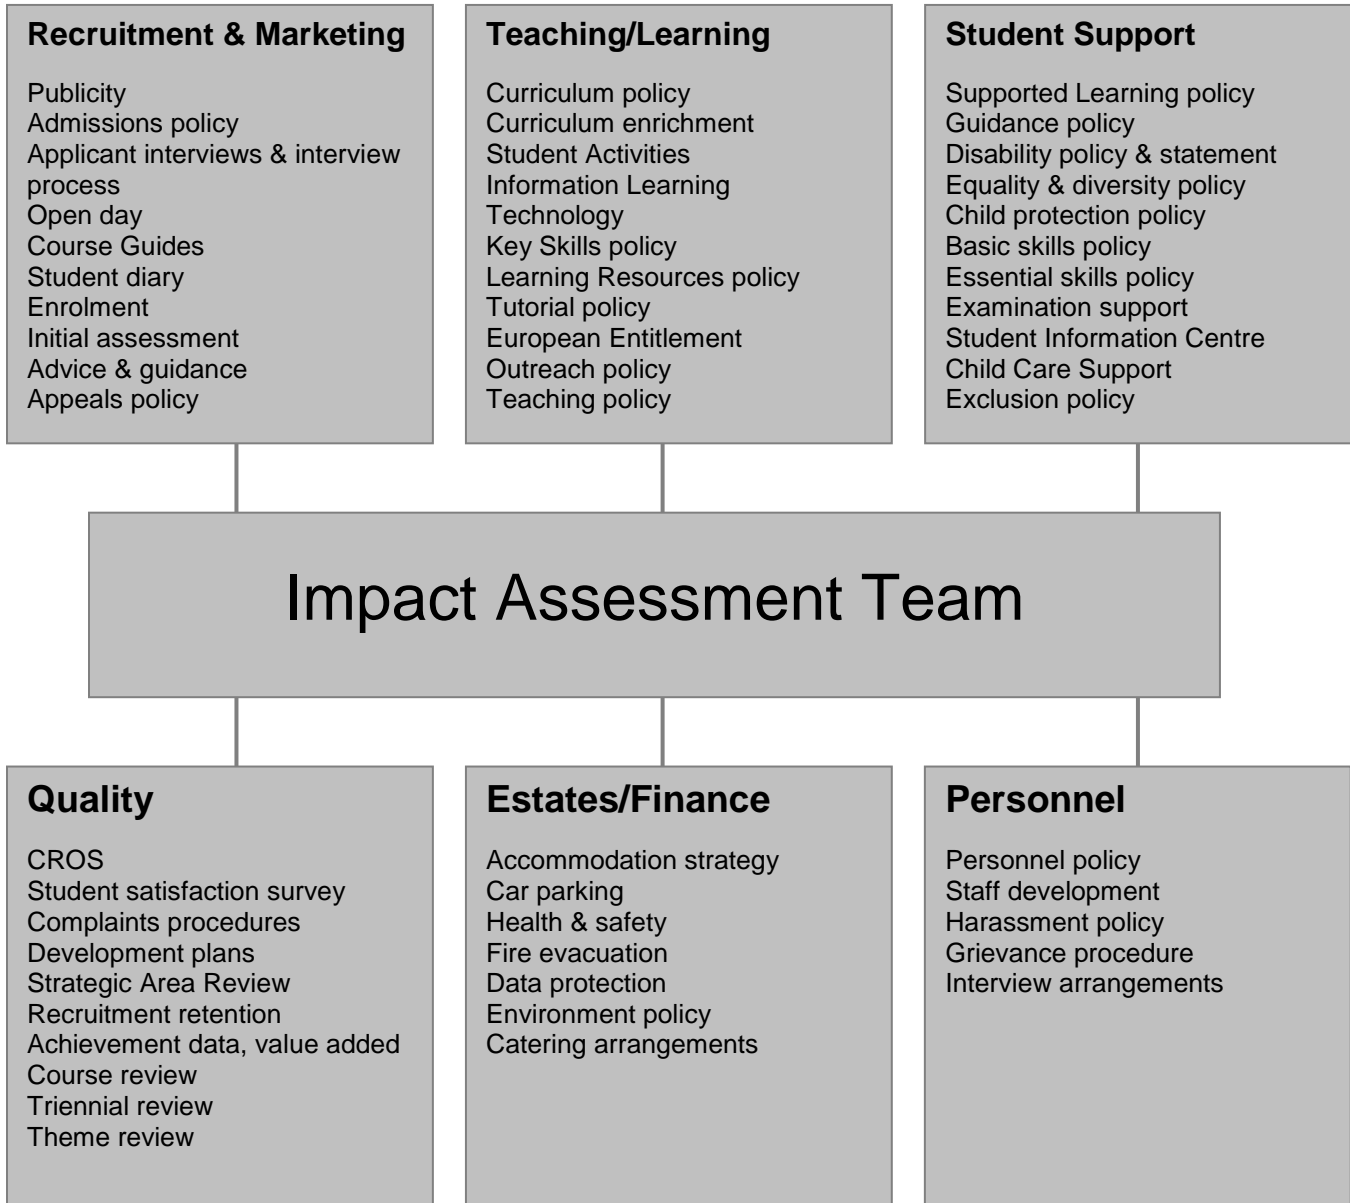 Recruitment & Marketing
Publicity
Admissions policy
Applicant interviews & interview
process
Open day
Course Guides
Student diary
Enrolment
Initial assessment
Advice & guidance
Appeals policy
Teaching/Learning
Curriculum policy
Curriculum enrichment
Student Activities
Information Learning
Technology
Key Skills policy
Learning Resources policy
Tutorial policy
European Entitlement
Outreach policy
Teaching policy
Student Support
Supported Learning policy
Guidance policy
Disability policy & statement
Equality & diversity policy
Child protection policy
Basic skills policy
Essential skills policy
Examination support
Student Information Centre
Child Care Support
Exclusion policy
Impact Assessment Team
Quality
CROS
Student satisfaction survey
Complaints procedures
Development plans
Strategic Area Review
Recruitment retention
Achievement data, value added
Course review
Triennial review
Theme review
Estates/Finance
Accommodation strategy
Car parking
Health & safety
Fire evacuation
Data protection
Environment policy
Catering arrangements
Personnel
Personnel policy
Staff development
Harassment policy
Grievance procedure
Interview arrangements